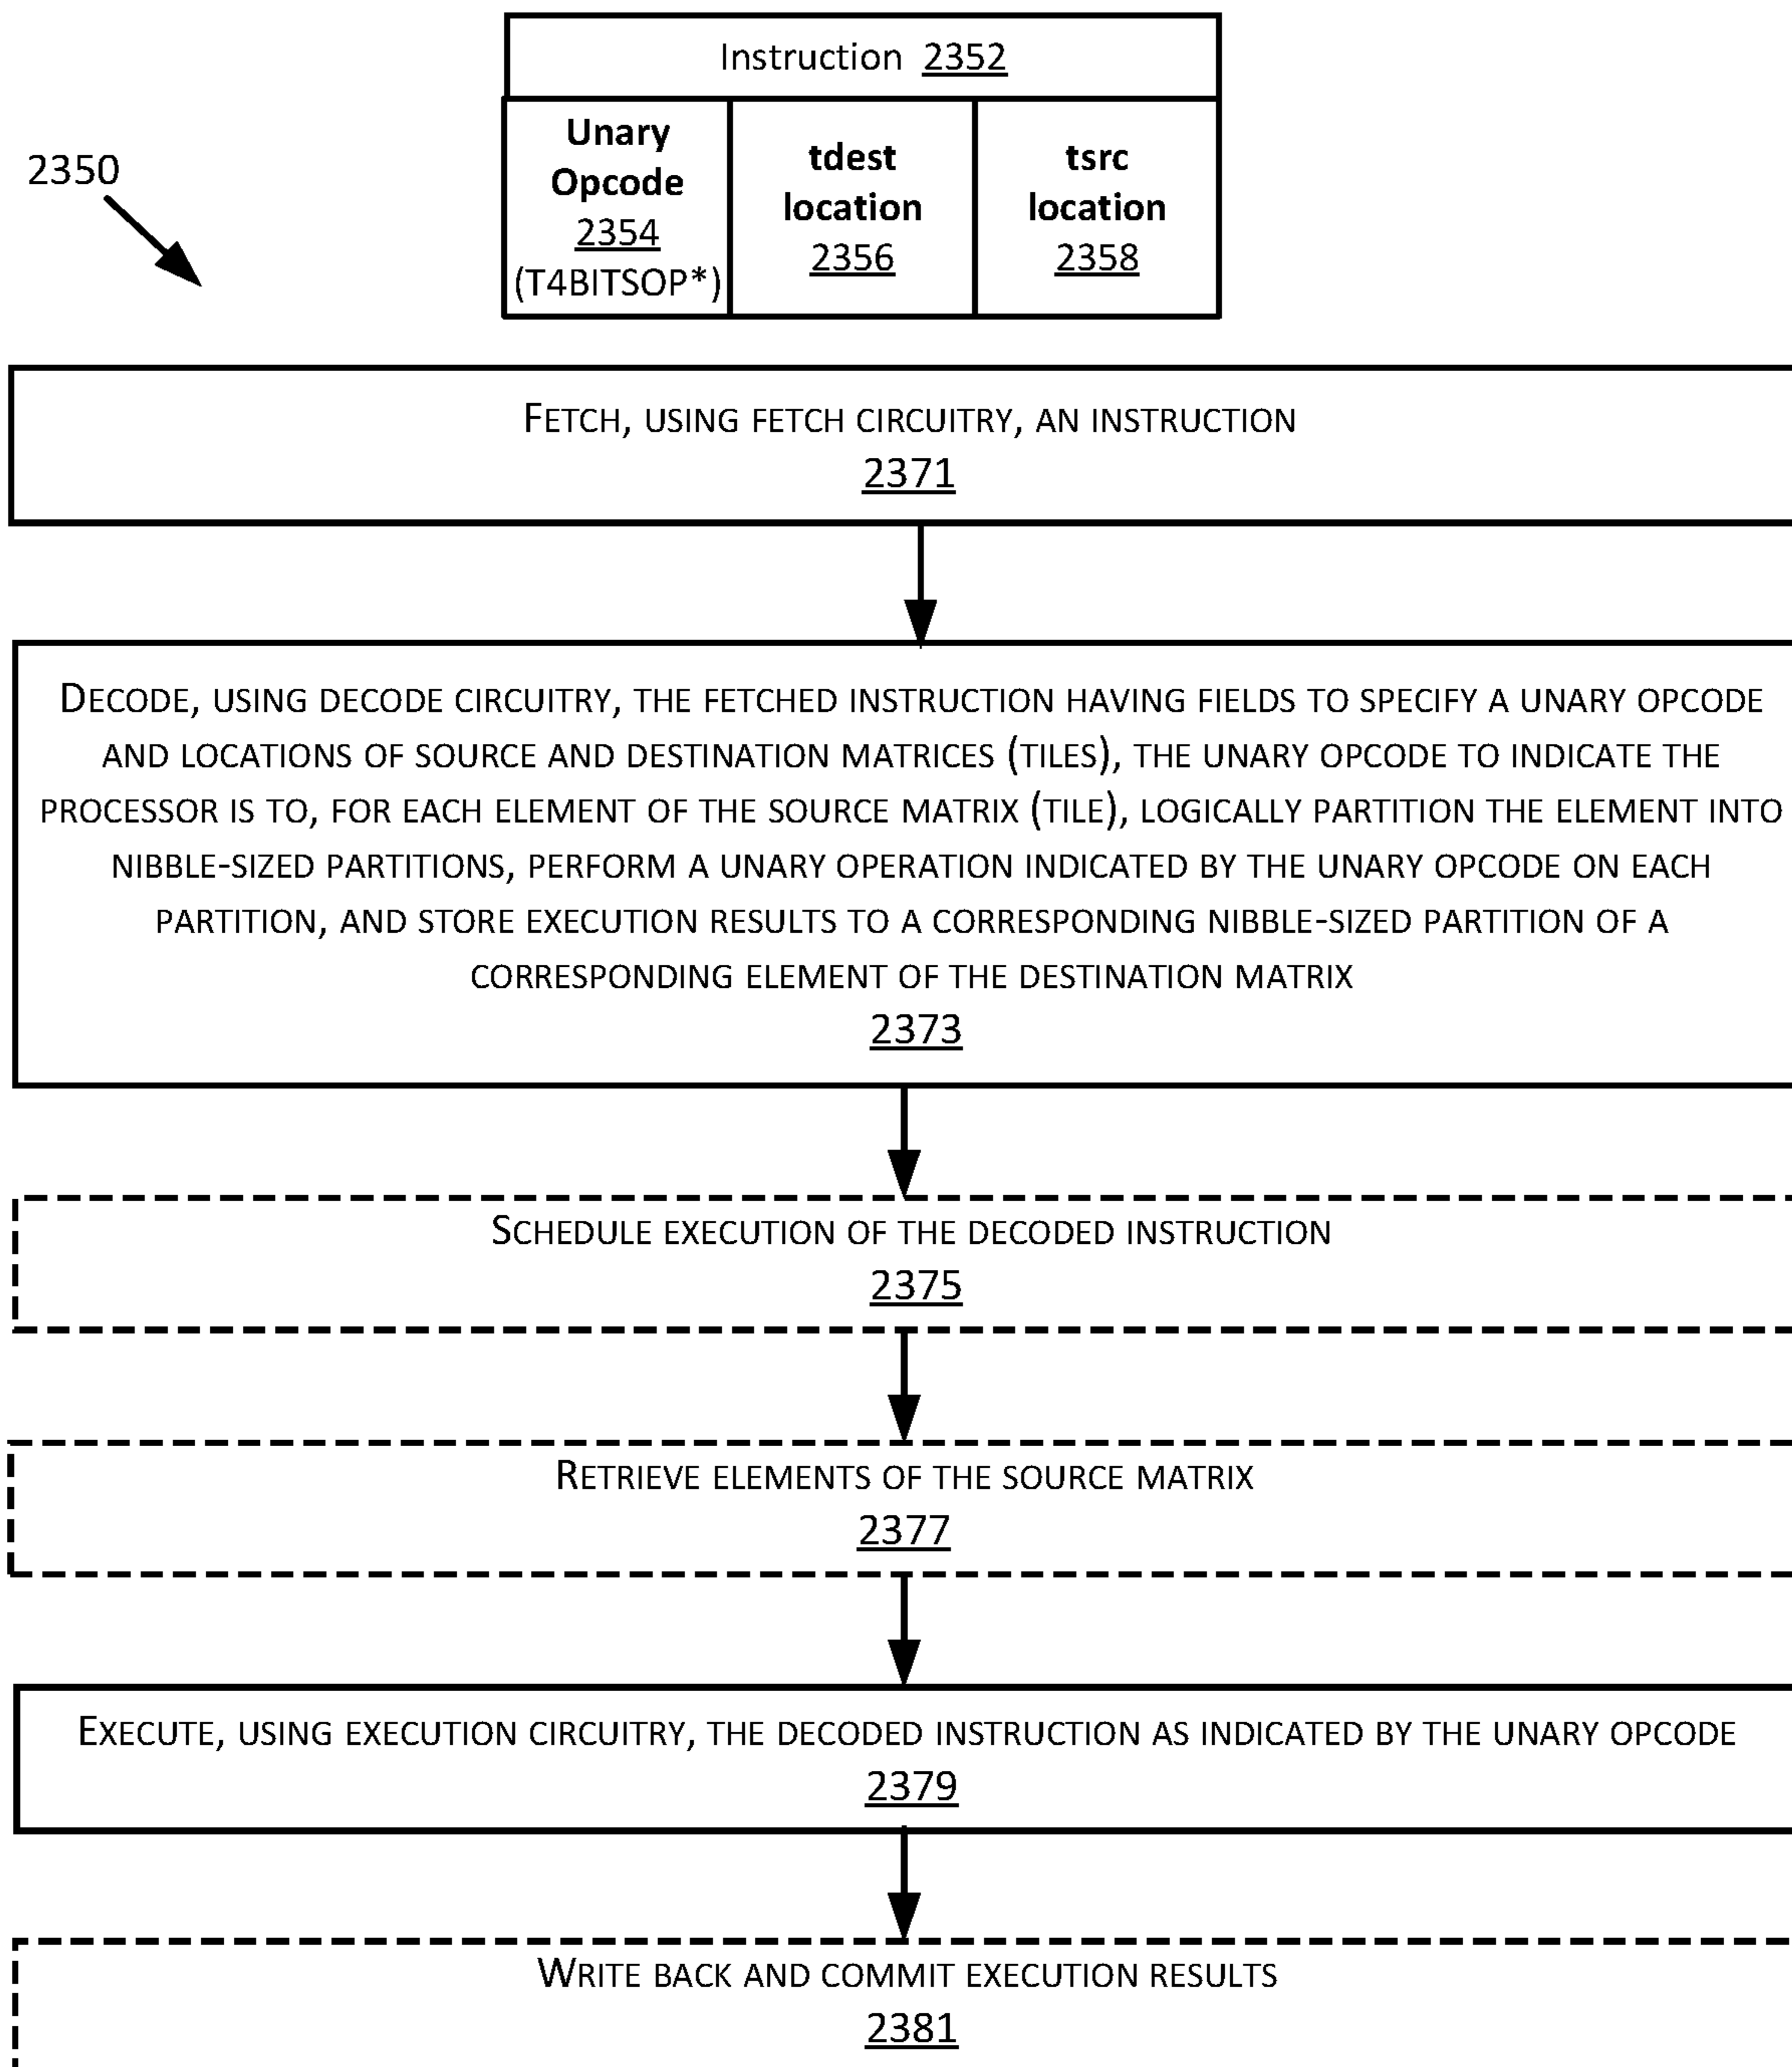 Instruction 2352
Unary
Opcode
2354
(T4BITSOP*)
tdest
location
2356
tsrc
location
2358
2350
FETCH, USING FETCH CIRCUITRY, AN INSTRUCTION
2371
DECODE, USING DECODE CIRCUITRY, THE FETCHED INSTRUCTION HAVING FIELDS TO SPECIFY A UNARY OPCODE
AND LOCATIONS OF SOURCE AND DESTINATION MATRICES (TILES), THE UNARY OPCODE TO INDICATE THE
PROCESSOR IS TO, FOR EACH ELEMENT OF THE SOURCE MATRIX (TILE), LOGICALLY PARTITION THE ELEMENT INTO
NIBBLE-SIZED PARTITIONS, PERFORM A UNARY OPERATION INDICATED BY THE UNARY OPCODE ON EACH
PARTITION, AND STORE EXECUTION RESULTS TO A CORRESPONDING NIBBLE-SIZED PARTITION OF A
CORRESPONDING ELEMENT OF THE DESTINATION MATRIX
2373
SCHEDULE EXECUTION OF THE DECODED INSTRUCTION
2375
RETRIEVE ELEMENTS OF THE SOURCE MATRIX
2377
EXECUTE, USING EXECUTION CIRCUITRY, THE DECODED INSTRUCTION AS INDICATED BY THE UNARY OPCODE
2379
WRITE BACK AND COMMIT EXECUTION RESULTS
2381